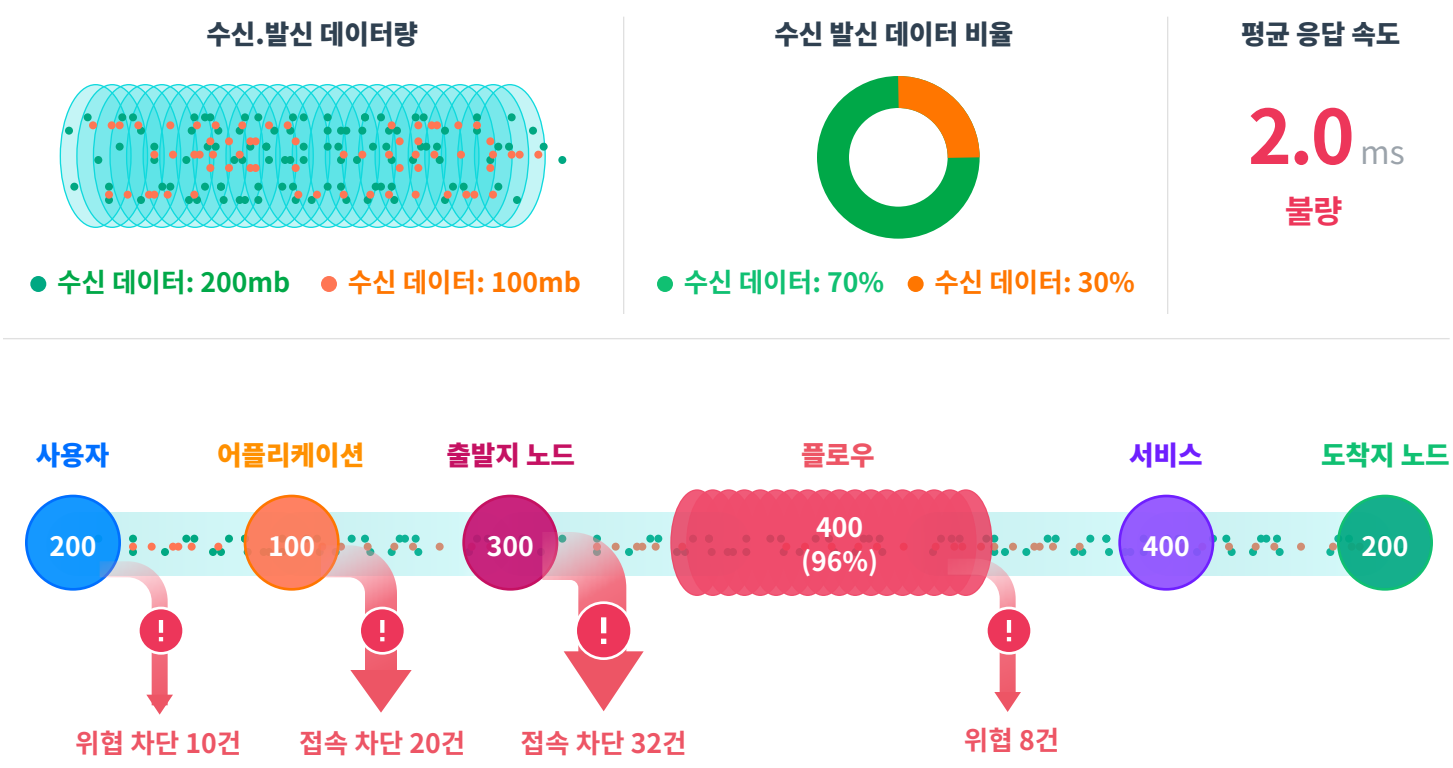 수신.발신 데이터량
수신 발신 데이터 비율
평균 응답 속도
2.0 ms
불량
수신 데이터: 200mb
수신 데이터: 100mb
수신 데이터: 70%
수신 데이터: 30%
사용자
어플리케이션
출발지 노드
플로우
서비스
도착지 노드
200
100
300
400
(96%)
400
200
!
!
!
!
위협 차단 10건
접속 차단 20건
접속 차단 32건
위협 8건